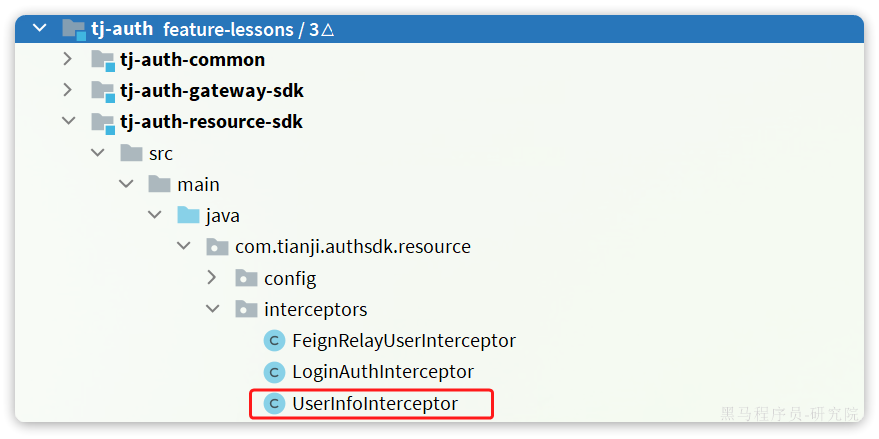 tj-auth feature-lessons / 3△
tj-auth-common
tj-auth-gateway-sdk
tj-auth-resource-sdk
src
main
java
com.tianji.authsdk.resource
config
interceptors
C FeignRelayUserInterceptor
C LoginAuthInterceptor
C UserInfoInterceptor
黑马程序员-研究院